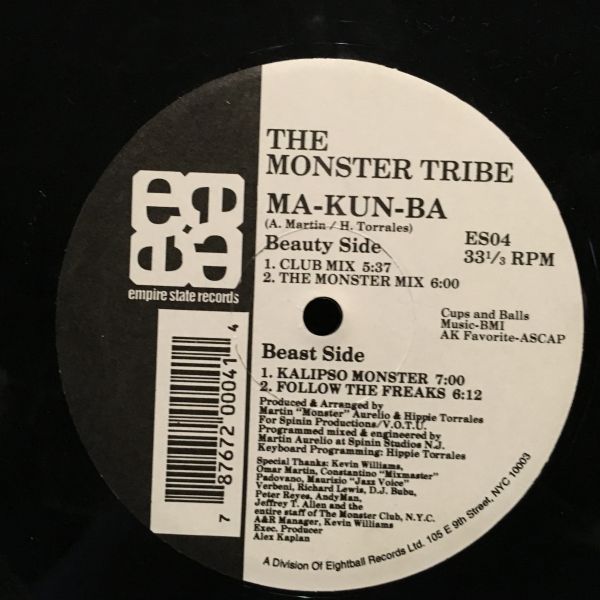 THE
MONSTER TRIBE
MA-KUN-BA
(A. Martin / H. Torrales)
Beauty Side
ES04
33 1/3 RPM
1. CLUB MIX 5:37
2. THE MONSTER MIX 6:00
Cups and Balls
Music-BMI
AK Favorite-ASCAP
Beast Side
1. KALIPSO MONSTER 7:00
2. FOLLOW THE FREAKS 6:12
Produced & Arranged by
Martin "Monster" Aurelio & Hippie Torrales
For Spinin Productions/V.O.T.U.
Programmed mixed & engineered by
Martin Aurelio at Spinin Studios N.J.
Keyboard Programming: Hippie Torrales
Special Thanks: Kevin Williams,
Omar Martin, Constantino "Mixmaster"
Padovano, Maurizio "Jazz Voice"
Verbeni, Richard Lewis, D.J. Bubu,
Peter Reyes, AndyMan,
Jeffrey T. Allen and the
entire staff of The Monster Club, N.Y.C.
A&R Manager, Kevin Williams
Exec. Producer
Alex Kaplan
A Division Of Eightball Records Ltd. 105 E 9th Street, NYC 10003
empire state records
7 87672 00041 4